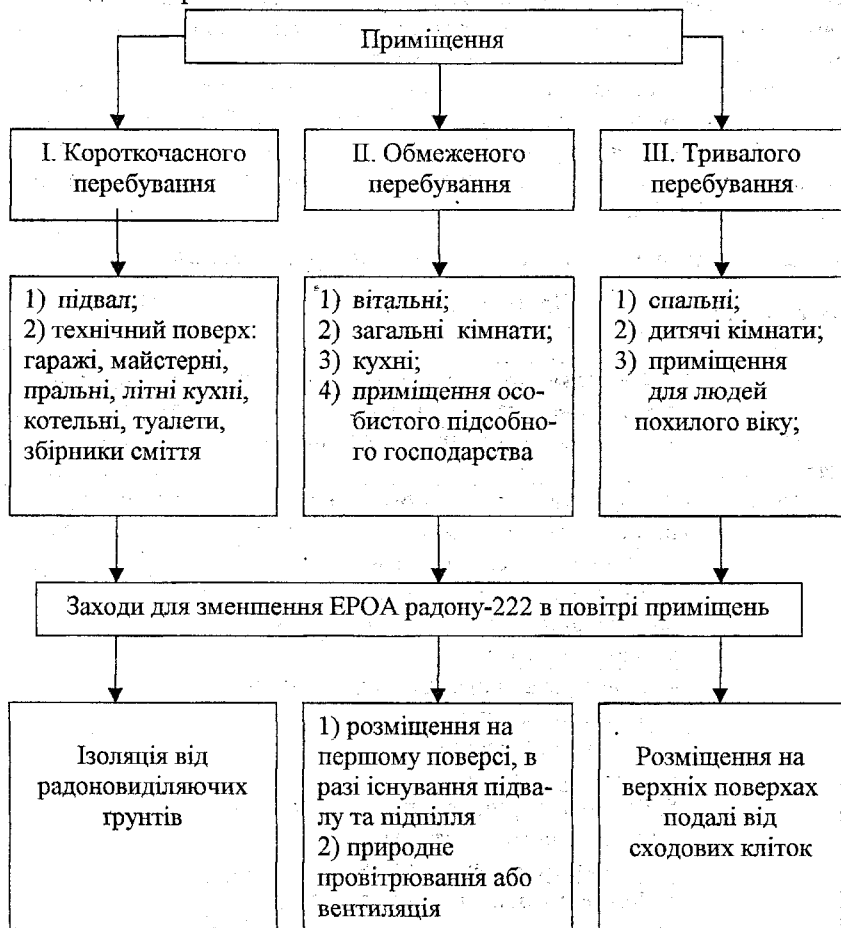 Приміщення
І. Короткочасного
перебування
ІІ. Обмеженого
перебування
ІІІ. Тривалого
перебування
1) підвал;
2) технічний поверх:
гаражі, майстерні,
пральні, літні кухні,
котельні, туалети,
збірники сміття
1) вітальні;
2) загальні кімнати;
3) кухні;
4) приміщення осо-
бистого підсобно-
го господарства
1) спальні;
2) дитячі кімнати;
3) приміщення
для людей
похилого віку;
Заходи для зменшення ЕРОА радону-222 в повітрі приміщень
Ізоляція від
радоновиділяючих
ґрунтів
1) розміщення на
першому поверсі, в
разі існування підва-
лу та підпілля
2) природне
провітрювання або
вентиляція
Розміщення на
верхніх поверхах
подалі від
сходових кліток